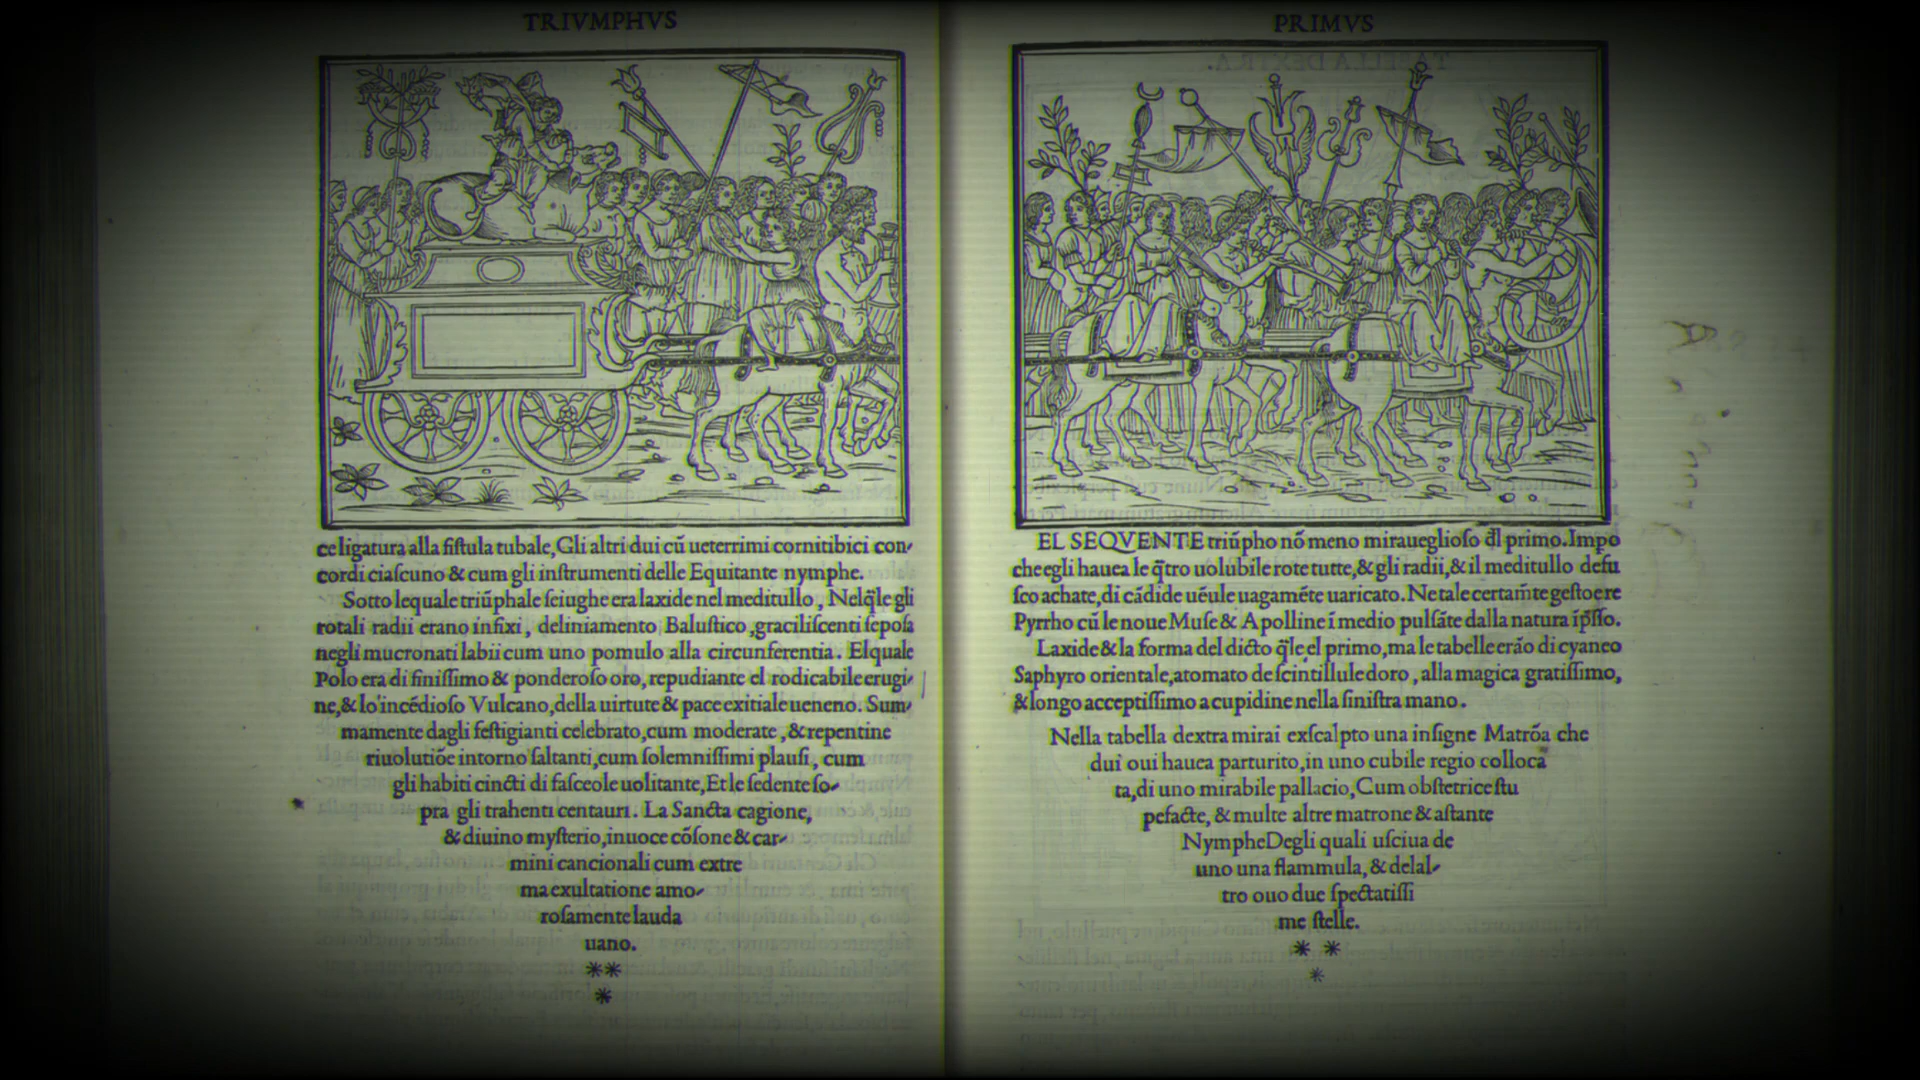 TRIVMPHVS
ce ligatura alla fistula tubale, Gli altri dui cũ ueterrimi cornitibici con-
cordi ciascuno & cum gli instrumenti delle Equitante nymphe.
Sotto lequale triũphale seiughe era laxide nel meditullo, Nelq̃le gli
rotali radii erano infixi, deliniamento Balustico, graciliscenti seposa
negli mucronati labii cum uno pomulo alla circunferentia. Elquale
Polo era di finissimo & ponderoso oro, repudiante el rodicabile erugi-
ne, & lo'incẽdioso Vulcano, della uirtute & pace exitiale ueneno. Sum-
mamente dagli festigianti celebrato, cum moderate, & repentine
riuolutiõe intorno saltanti, cum solemnissimi plausi, cum
gli habiti cincti di fasceole uolitante, Et le sedente so-
pra gli trahenti centauri. La Sancta cagione,
& diuino mysterio, inuoce cõsone & car-
mini cancionali cum extre
ma exultatione amo-
rosamente lauda
uano.
***
PRIMVS
EL SEQVENTE triũpho nõ meno miraueglioso dl primo. Impo
che egli hauea le q̃tro uolubile rote tutte, & gli radii, & il meditullo defu
sco achate, di cãdide uẽule uagamẽte uaricato. Ne tale certamẽte gestoe re
Pyrrho cũ le noue Muse & Apolline ĩ medio pulsãte dalla natura ĩpsso.
Laxide & la forma del dicto q̃le el primo, ma le tabelle erão di cyaneo
Saphyro orientale, atomato de scintillule doro, alla magica gratissimo,
& longo acceptissimo a cupidine nella sinistra mano.
Nella tabella dextra mirai exscalpto una insigne Matrõa che
dui oui hauea parturito, in uno cubile regio colloca
ta, di uno mirabile pallacio, Cum obstetrice stu
pefacte, & multe altre matrone & astante
Nymphe Degli quali usciua de
uno una flammula, & delal-
tro ouo due spectatissi
me stelle.
** *